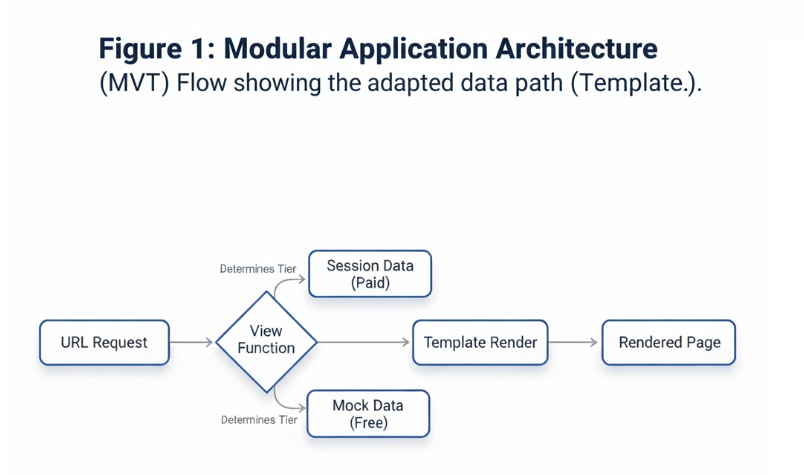 Figure 1: Modular Application Architecture
(MVT) Flow showing the adapted data path (Template.).
Determines Tier
Session Data
(Paid)
URL Request
View
Function
Template Render
Rendered Page
Mock Data
(Free)
Determines Tier